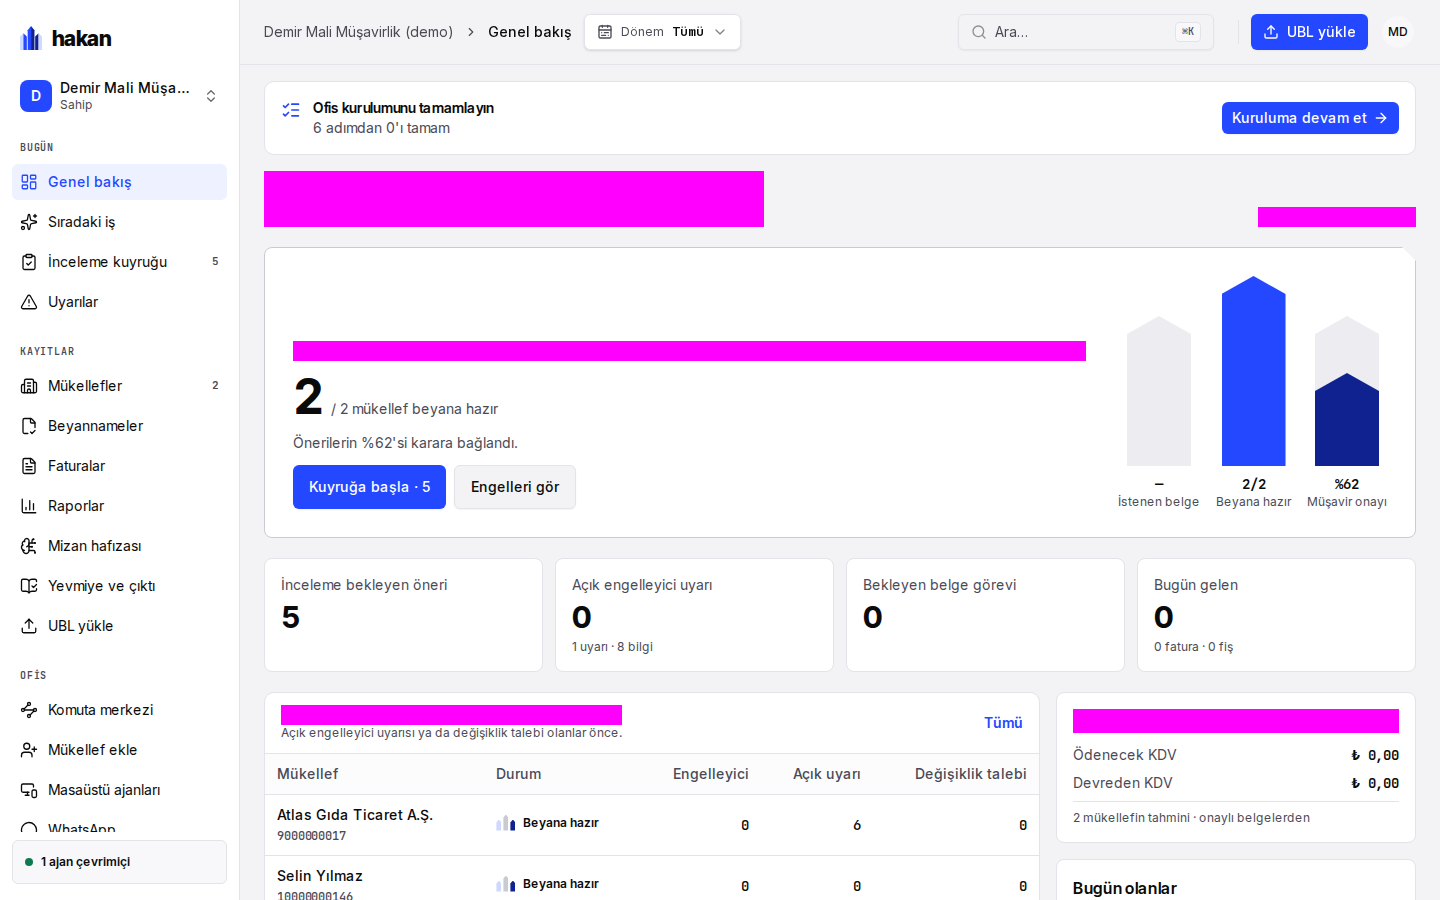 hakan
Demir Mali Müşa...
Sahip
D
BUGÜN
Genel bakış
Sıradaki iş
İnceleme kuyruğu 5
Uyarılar
KAYITLAR
Mükellefler 2
Beyannameler
Faturalar
Raporlar
Mizan hafızası
Yevmiye ve çıktı
UBL yükle
OFİS
Komuta merkezi
Mükellef ekle
Masaüstü ajanları
WhatsApp
1 ajan çevrimiçi
Demir Mali Müşavirlik (demo) > Genel bakış Dönem Tümü
Ara... ⌘K
UBL yükle
MD
Ofis kurulumunu tamamlayın
6 adımdan 0'ı tamam
Kuruluma devam et →
2 / 2 mükellef beyana hazır
Önerilerin %62'si karara bağlandı.
Kuyruğa başla · 5
Engelleri gör
– 2/2 %62
İstenen belge Beyana hazır Müşavir onayı
İnceleme bekleyen öneri
5
Açık engelleyici uyarı
0
1 uyarı · 8 bilgi
Bekleyen belge görevi
0
Bugün gelen
0
0 fatura · 0 fiş
Açık engelleyici uyarısı ya da değişiklik talebi olanlar önce.
Tümü
Mükellef Durum Engelleyici Açık uyarı Değişiklik talebi
Atlas Gıda Ticaret A.Ş.
9000000017
Beyana hazır 0 6 0
Selin Yılmaz
10000000146
Beyana hazır 0 0 0
Ödenecek KDV ₺ 0,00
Devreden KDV ₺ 0,00
2 mükellefin tahmini · onaylı belgelerden
Bugün olanlar